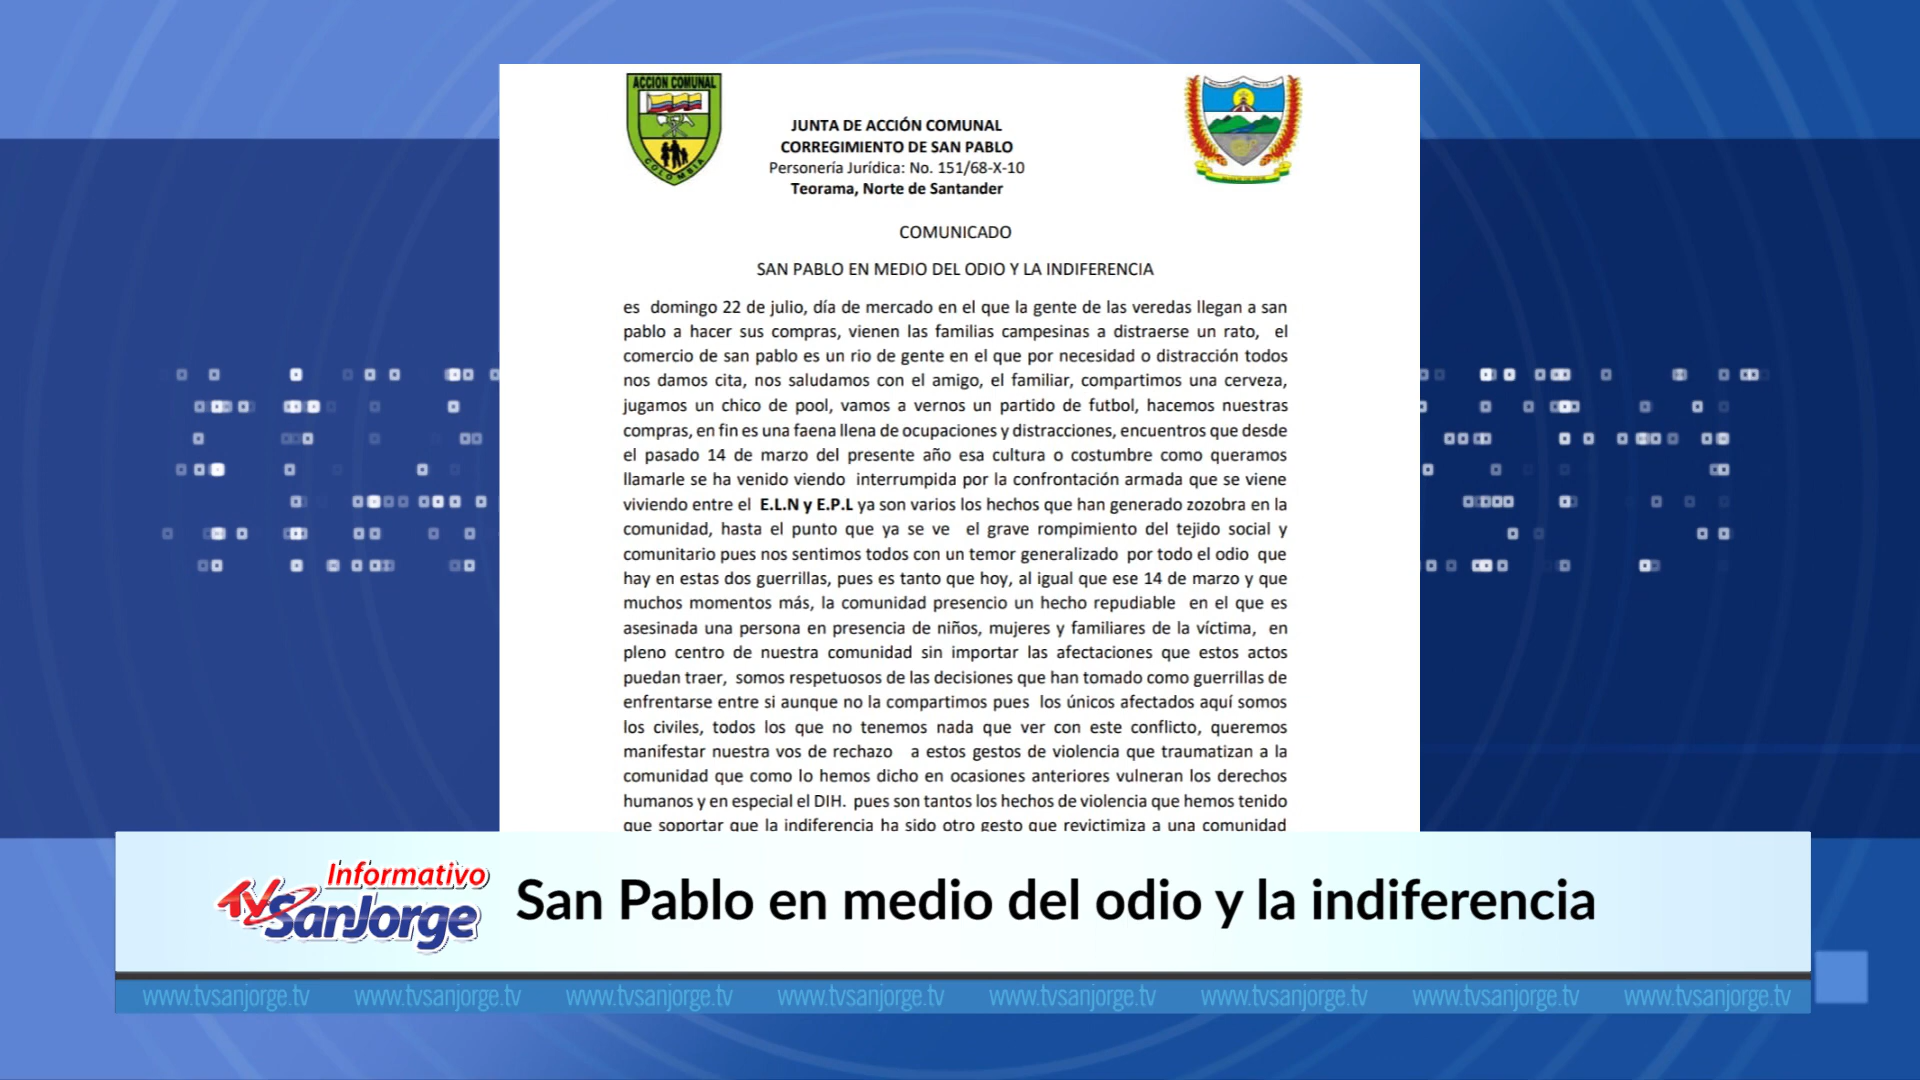 ACCION COMUNAL
COLOMBIA
JUNTA DE ACCIÓN COMUNAL
CORREGIMIENTO DE SAN PABLO
Personería Jurídica: No. 151/68-X-10
Teorama, Norte de Santander
COMUNICADO
SAN PABLO EN MEDIO DEL ODIO Y LA INDIFERENCIA
es domingo 22 de julio, día de mercado en el que la gente de las veredas llegan a san
pablo a hacer sus compras, vienen las familias campesinas a distraerse un rato, el
comercio de san pablo es un rio de gente en el que por necesidad o distracción todos
nos damos cita, nos saludamos con el amigo, el familiar, compartimos una cerveza,
jugamos un chico de pool, vamos a vernos un partido de futbol, hacemos nuestras
compras, en fin es una faena llena de ocupaciones y distracciones, encuentros que desde
el pasado 14 de marzo del presente año esa cultura o costumbre como queramos
llamarle se ha venido viendo interrumpida por la confrontación armada que se viene
viviendo entre el E.L.N y E.P.L ya son varios los hechos que han generado zozobra en la
comunidad, hasta el punto que ya se ve el grave rompimiento del tejido social y
comunitario pues nos sentimos todos con un temor generalizado por todo el odio que
hay en estas dos guerrillas, pues es tanto que hoy, al igual que ese 14 de marzo y que
muchos momentos más, la comunidad presencio un hecho repudiable en el que es
asesinada una persona en presencia de niños, mujeres y familiares de la víctima, en
pleno centro de nuestra comunidad sin importar las afectaciones que estos actos
puedan traer, somos respetuosos de las decisiones que han tomado como guerrillas de
enfrentarse entre si aunque no la compartimos pues los únicos afectados aquí somos
los civiles, todos los que no tenemos nada que ver con este conflicto, queremos
manifestar nuestra vos de rechazo a estos gestos de violencia que traumatizan a la
comunidad que como lo hemos dicho en ocasiones anteriores vulneran los derechos
humanos y en especial el DIH. pues son tantos los hechos de violencia que hemos tenido
que soportar que la indiferencia ha sido otro gesto que revictimiza a una comunidad
Informativo
TV SanJorge
San Pablo en medio del odio y la indiferencia
www.tvsanjorge.tv www.tvsanjorge.tv www.tvsanjorge.tv www.tvsanjorge.tv www.tvsanjorge.tv www.tvsanjorge.tv www.tvsanjorge.tv www.tvsanjorge.tv